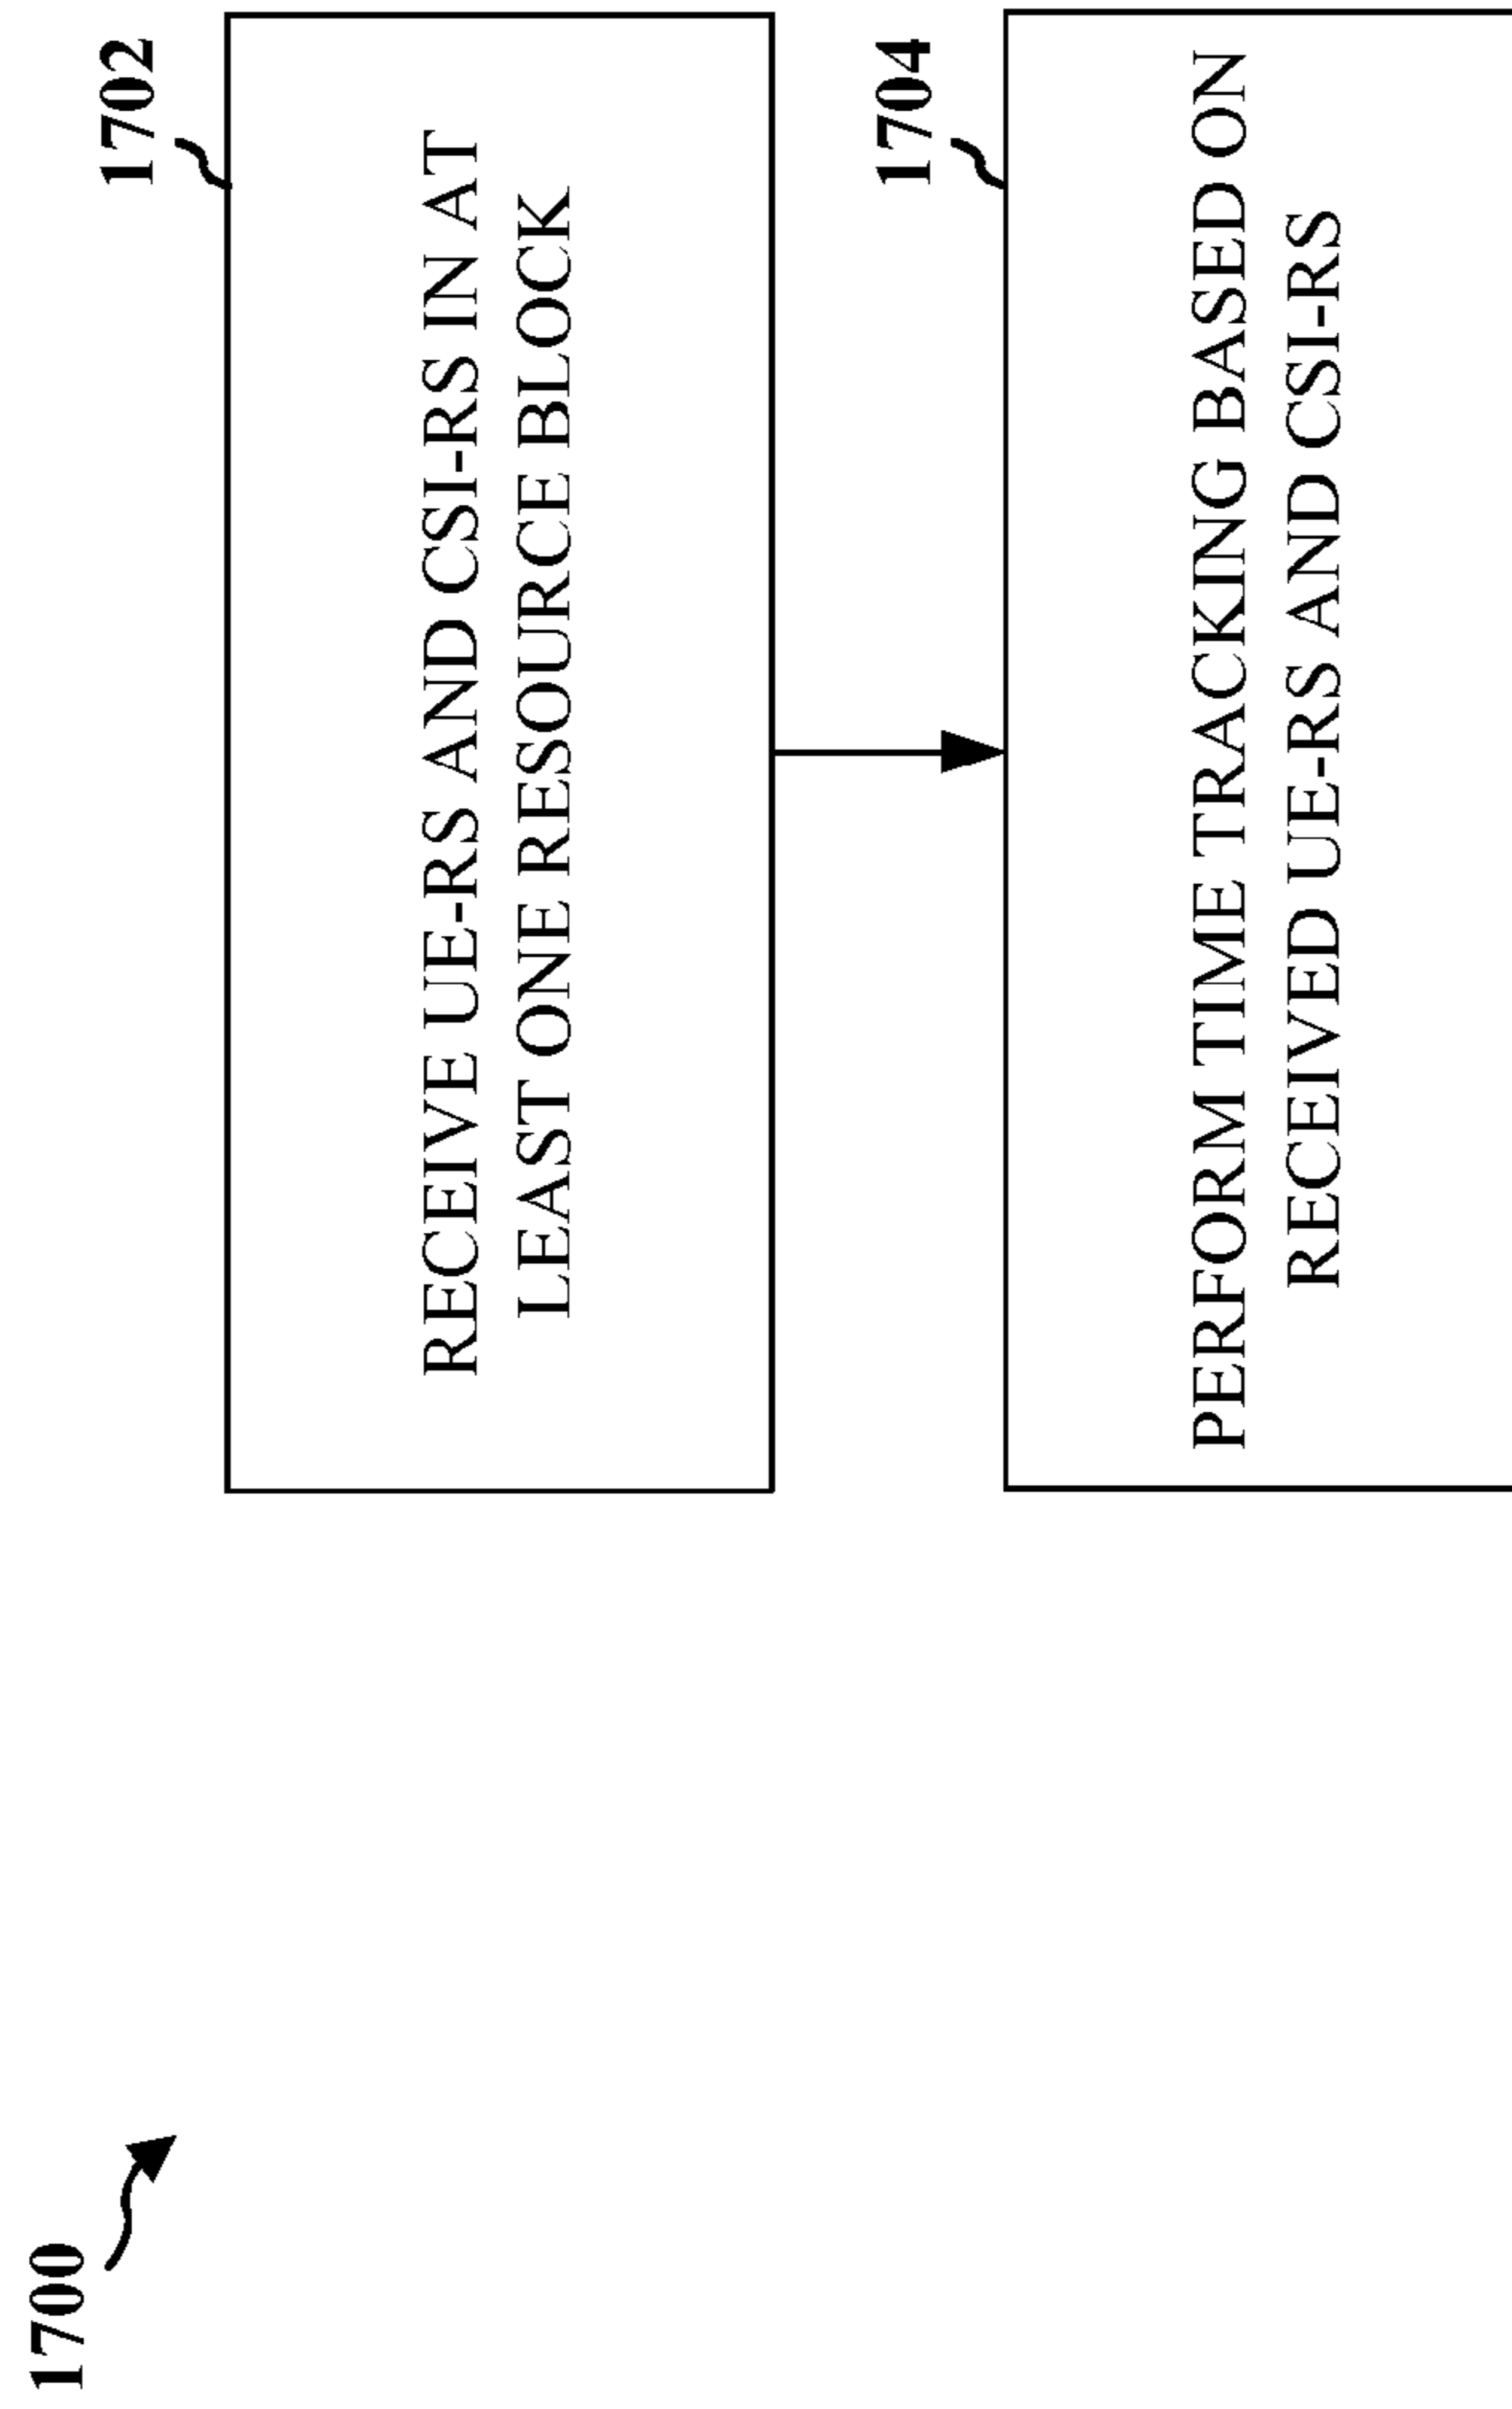 1700
1702
RECEIVE UE-RS AND CSI-RS IN AT
LEAST ONE RESOURCE BLOCK
1704
PERFORM TIME TRACKING BASED ON
RECEIVED UE-RS AND CSI-RS